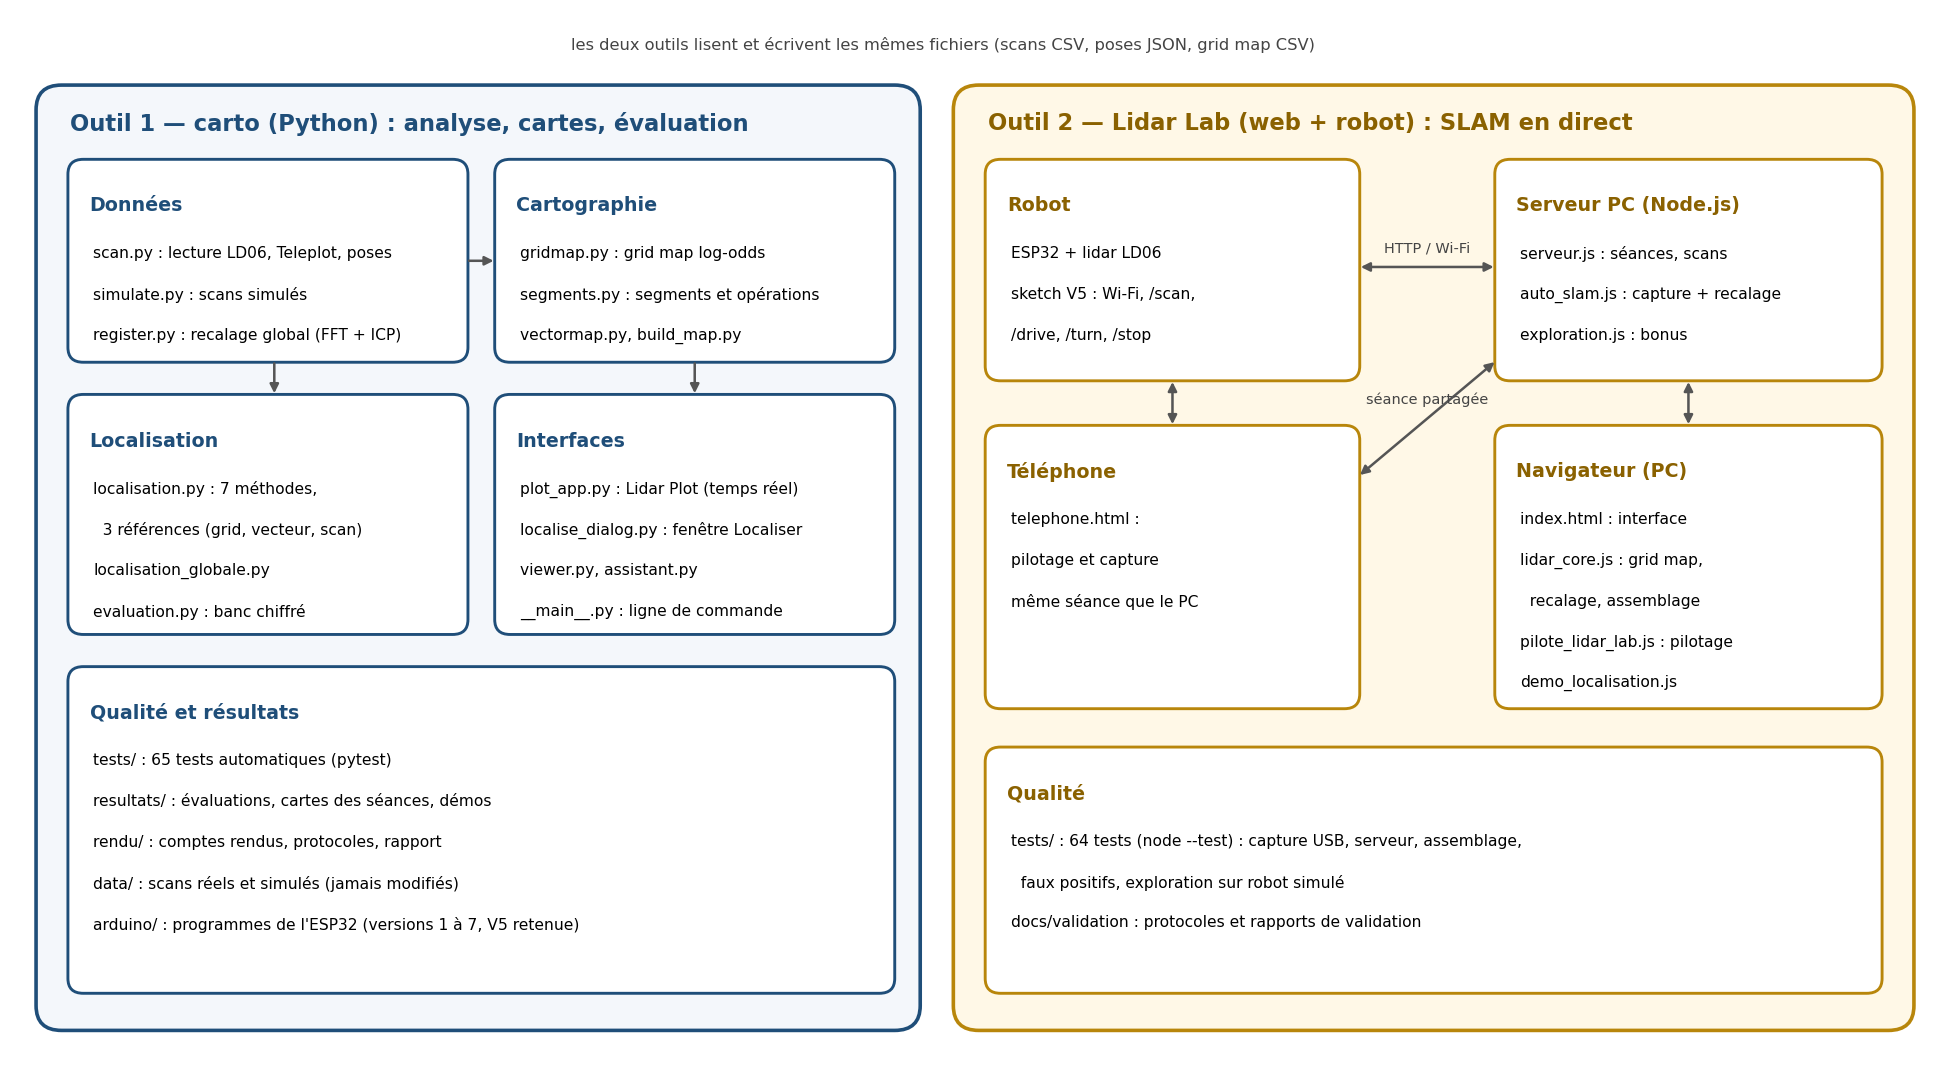 les deux outils lisent et écrivent les mêmes fichiers (scans CSV, poses JSON, grid map CSV)
Outil 1 — carto (Python) : analyse, cartes, évaluation
Données
scan.py : lecture LD06, Teleplot, poses
simulate.py : scans simulés
register.py : recalage global (FFT + ICP)
Cartographie
gridmap.py : grid map log-odds
segments.py : segments et opérations
vectormap.py, build_map.py
Localisation
localisation.py : 7 méthodes,
3 références (grid, vecteur, scan)
localisation_globale.py
evaluation.py : banc chiffré
Interfaces
plot_app.py : Lidar Plot (temps réel)
localise_dialog.py : fenêtre Localiser
viewer.py, assistant.py
__main__.py : ligne de commande
Qualité et résultats
tests/ : 65 tests automatiques (pytest)
resultats/ : évaluations, cartes des séances, démos
rendu/ : comptes rendus, protocoles, rapport
data/ : scans réels et simulés (jamais modifiés)
arduino/ : programmes de l'ESP32 (versions 1 à 7, V5 retenue)
Outil 2 — Lidar Lab (web + robot) : SLAM en direct
Robot
ESP32 + lidar LD06
sketch V5 : Wi-Fi, /scan,
/drive, /turn, /stop
HTTP / Wi-Fi
Serveur PC (Node.js)
serveur.js : séances, scans
auto_slam.js : capture + recalage
exploration.js : bonus
séance partagée
Téléphone
telephone.html :
pilotage et capture
même séance que le PC
Navigateur (PC)
index.html : interface
lidar_core.js : grid map,
recalage, assemblage
pilote_lidar_lab.js : pilotage
demo_localisation.js
Qualité
tests/ : 64 tests (node --test) : capture USB, serveur, assemblage,
faux positifs, exploration sur robot simulé
docs/validation : protocoles et rapports de validation